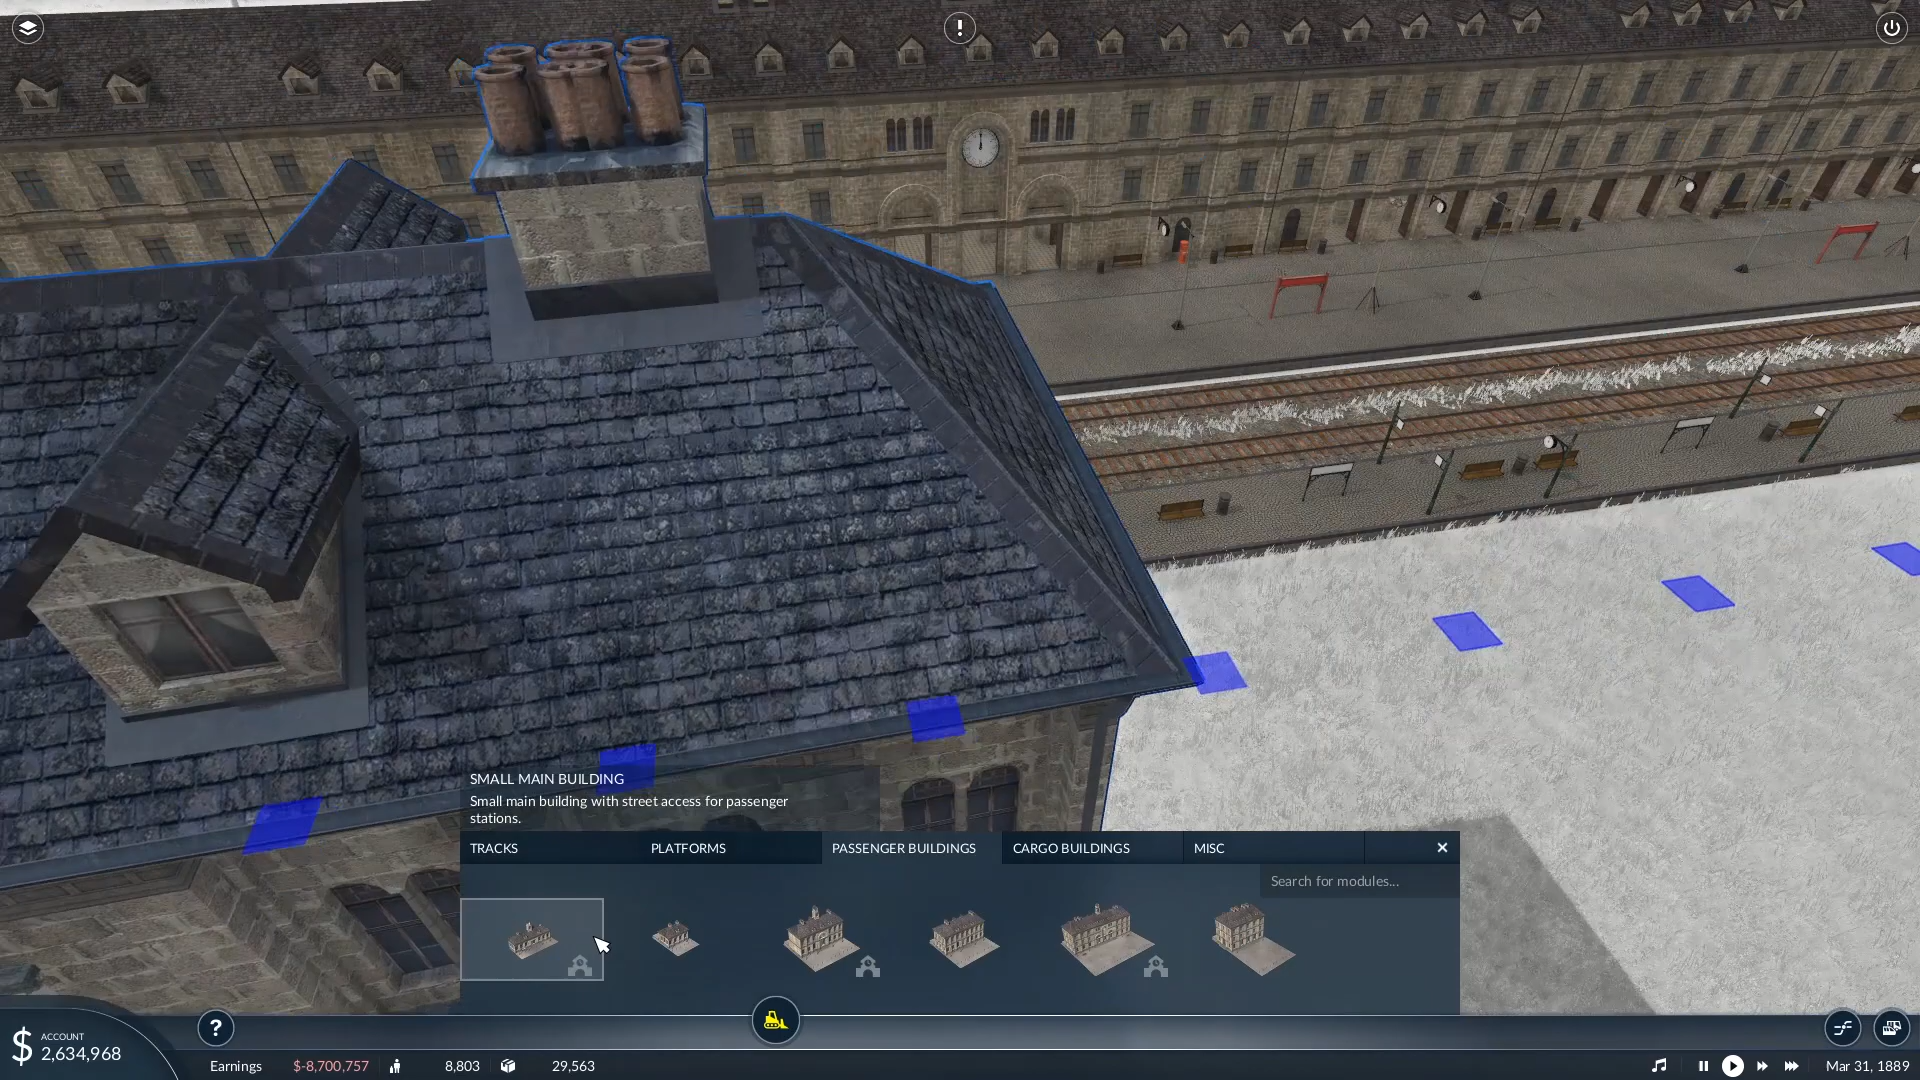 SMALL MAIN BUILDING
Small main building with street access for passenger
stations.
TRACKS
PLATFORMS
PASSENGER BUILDINGS
CARGO BUILDINGS
MISC
Search for modules...
$ ACCOUNT
2,634,968
?
Earnings $-8,700,757 8,803 29,563
Mar 31, 1889